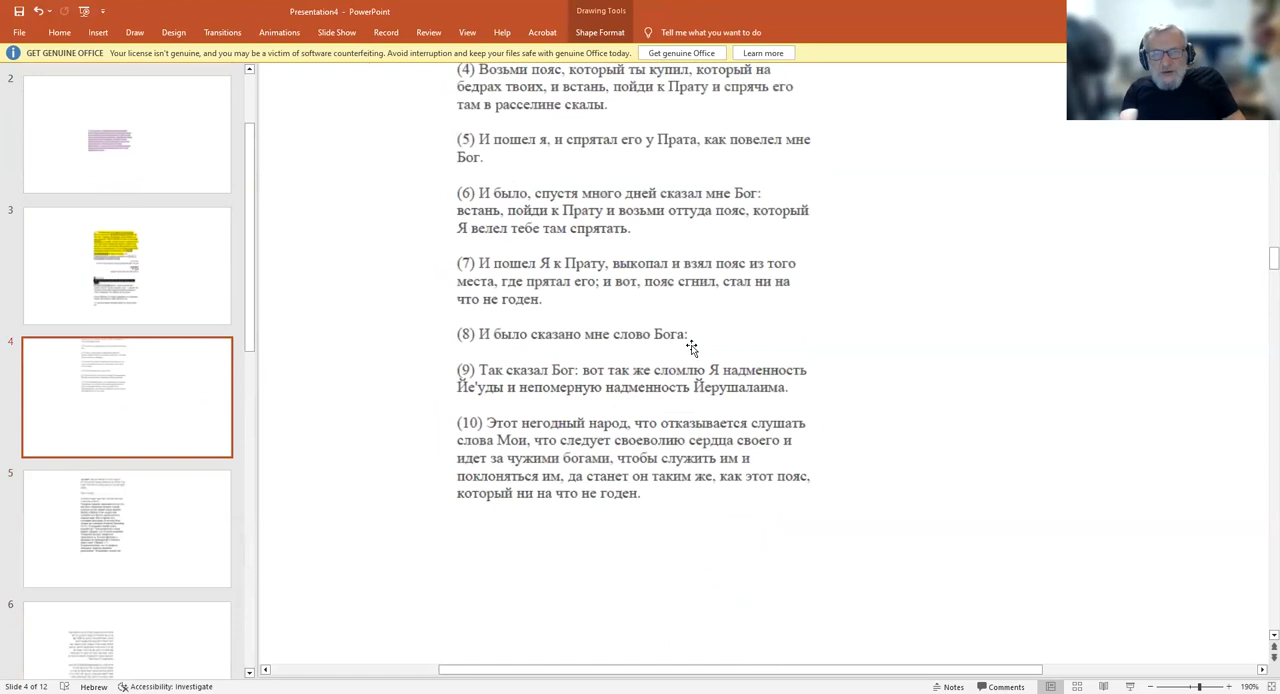 Presentation4 - PowerPoint
Drawing Tools
File Home Insert Draw Design Transitions Animations Slide Show Record Review View Help Acrobat Shape Format Tell me what you want to do
GET GENUINE OFFICE Your license isn't genuine, and you may be a victim of software counterfeiting. Avoid interruption and keep your files safe with genuine Office today. Get genuine Office Learn more
2
3
4
5
6
(4) Возьми пояс, который ты купил, который на
бедрах твоих, и встань, пойди к Прату и спрячь его
там в расселине скалы.
(5) И пошел я, и спрятал его у Прата, как повелел мне
Бог.
(6) И было, спустя много дней сказал мне Бог:
встань, пойди к Прату и возьми оттуда пояс, который
Я велел тебе там спрятать.
(7) И пошел Я к Прату, выкопал и взял пояс из того
места, где прятал его; и вот, пояс сгнил, стал ни на
что не годен.
(8) И было сказано мне слово Бога:
(9) Так сказал Бог: вот так же сломлю Я надменность
Йе'уды и непомерную надменность Йерушалаима.
(10) Этот негодный народ, что отказывается слушать
слова Мои, что следует своеволию сердца своего и
идет за чужими богами, чтобы служить им и
поклоняться им, да станет он таким же, как этот пояс,
который ни на что не годен.
Slide 4 of 12 Hebrew Accessibility: Investigate Notes Comments 190%